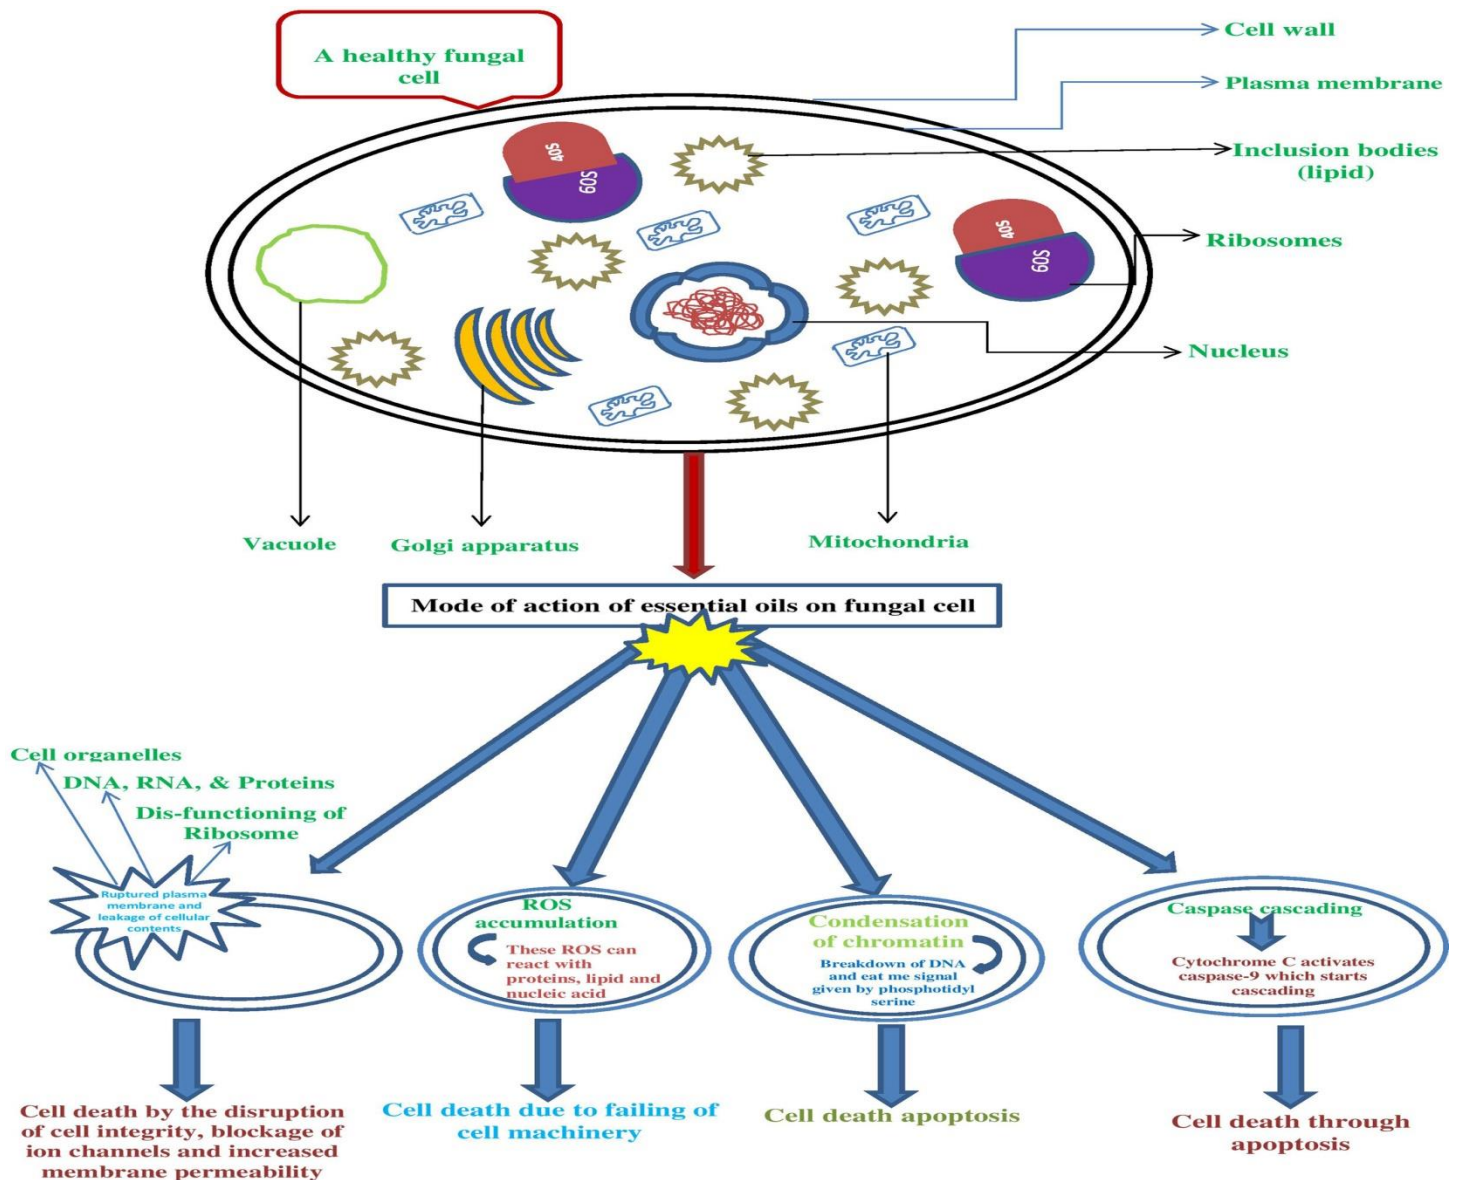 A healthy fungal
cell
Cell wall
Plasma membrane
Inclusion bodies
(lipid)
40S
60S
40S
60S
Ribosomes
Nucleus
Vacuole
Golgi apparatus
Mitochondria
Mode of action of essential oils on fungal cell
Cell organelles
DNA, RNA, & Proteins
Dis-functioning of
Ribosome
Ruptured plasma
membrane and
leakage of cellular
contents
ROS
accumulation
These ROS can
react with
proteins, lipid and
nucleic acid
Condensation
of chromatin
Breakdown of DNA
and eat me signal
given by phosphotidyl
serine
Caspase cascading
Cytochrome C activates
caspase-9 which starts
cascading
Cell death by the disruption
of cell integrity, blockage of
ion channels and increased
membrane permeability
Cell death due to failing of
cell machinery
Cell death apoptosis
Cell death through
apoptosis